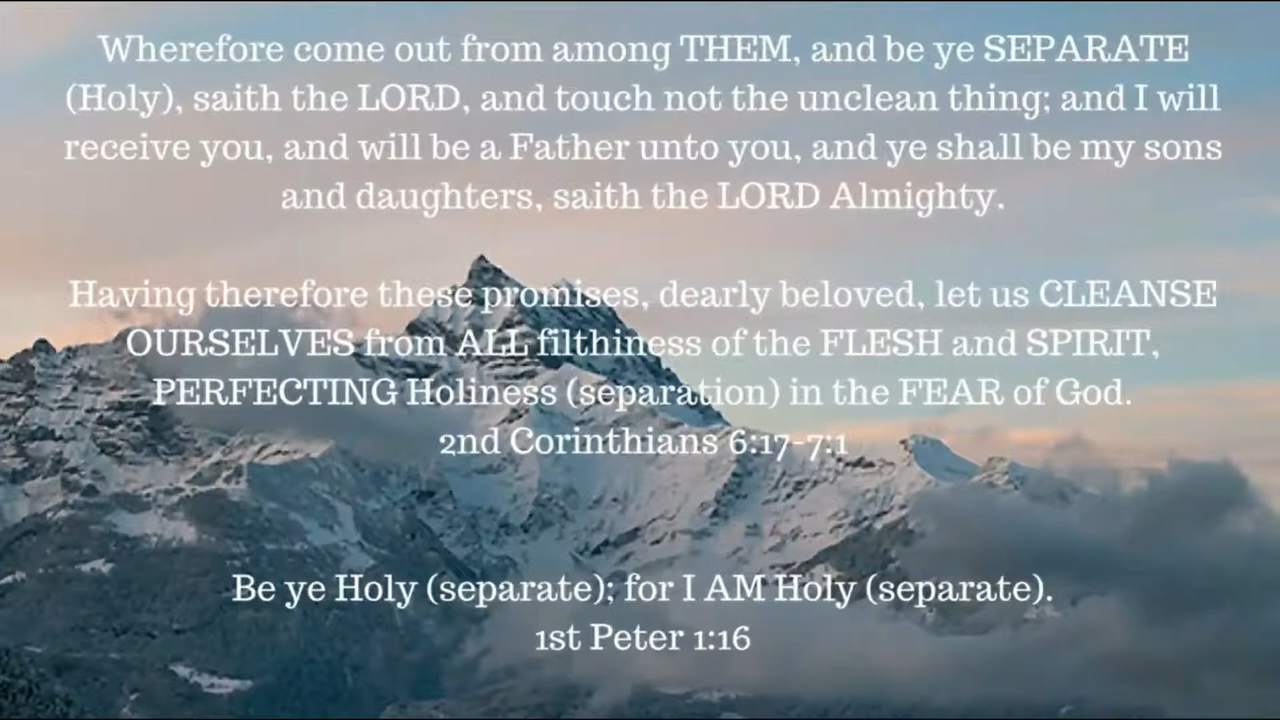 Wherefore come out from among THEM, and be ye SEPARATE
(Holy), saith the LORD, and touch not the unclean thing; and I will
receive you, and will be a Father unto you, and ye shall be my sons
and daughters, saith the LORD Almighty.
Having therefore these promises, dearly beloved, let us CLEANSE
OURSELVES from ALL filthiness of the FLESH and SPIRIT,
PERFECTING Holiness (separation) in the FEAR of God.
2nd Corinthians 6:17-7:1
Be ye Holy (separate); for I AM Holy (separate).
1st Peter 1:16